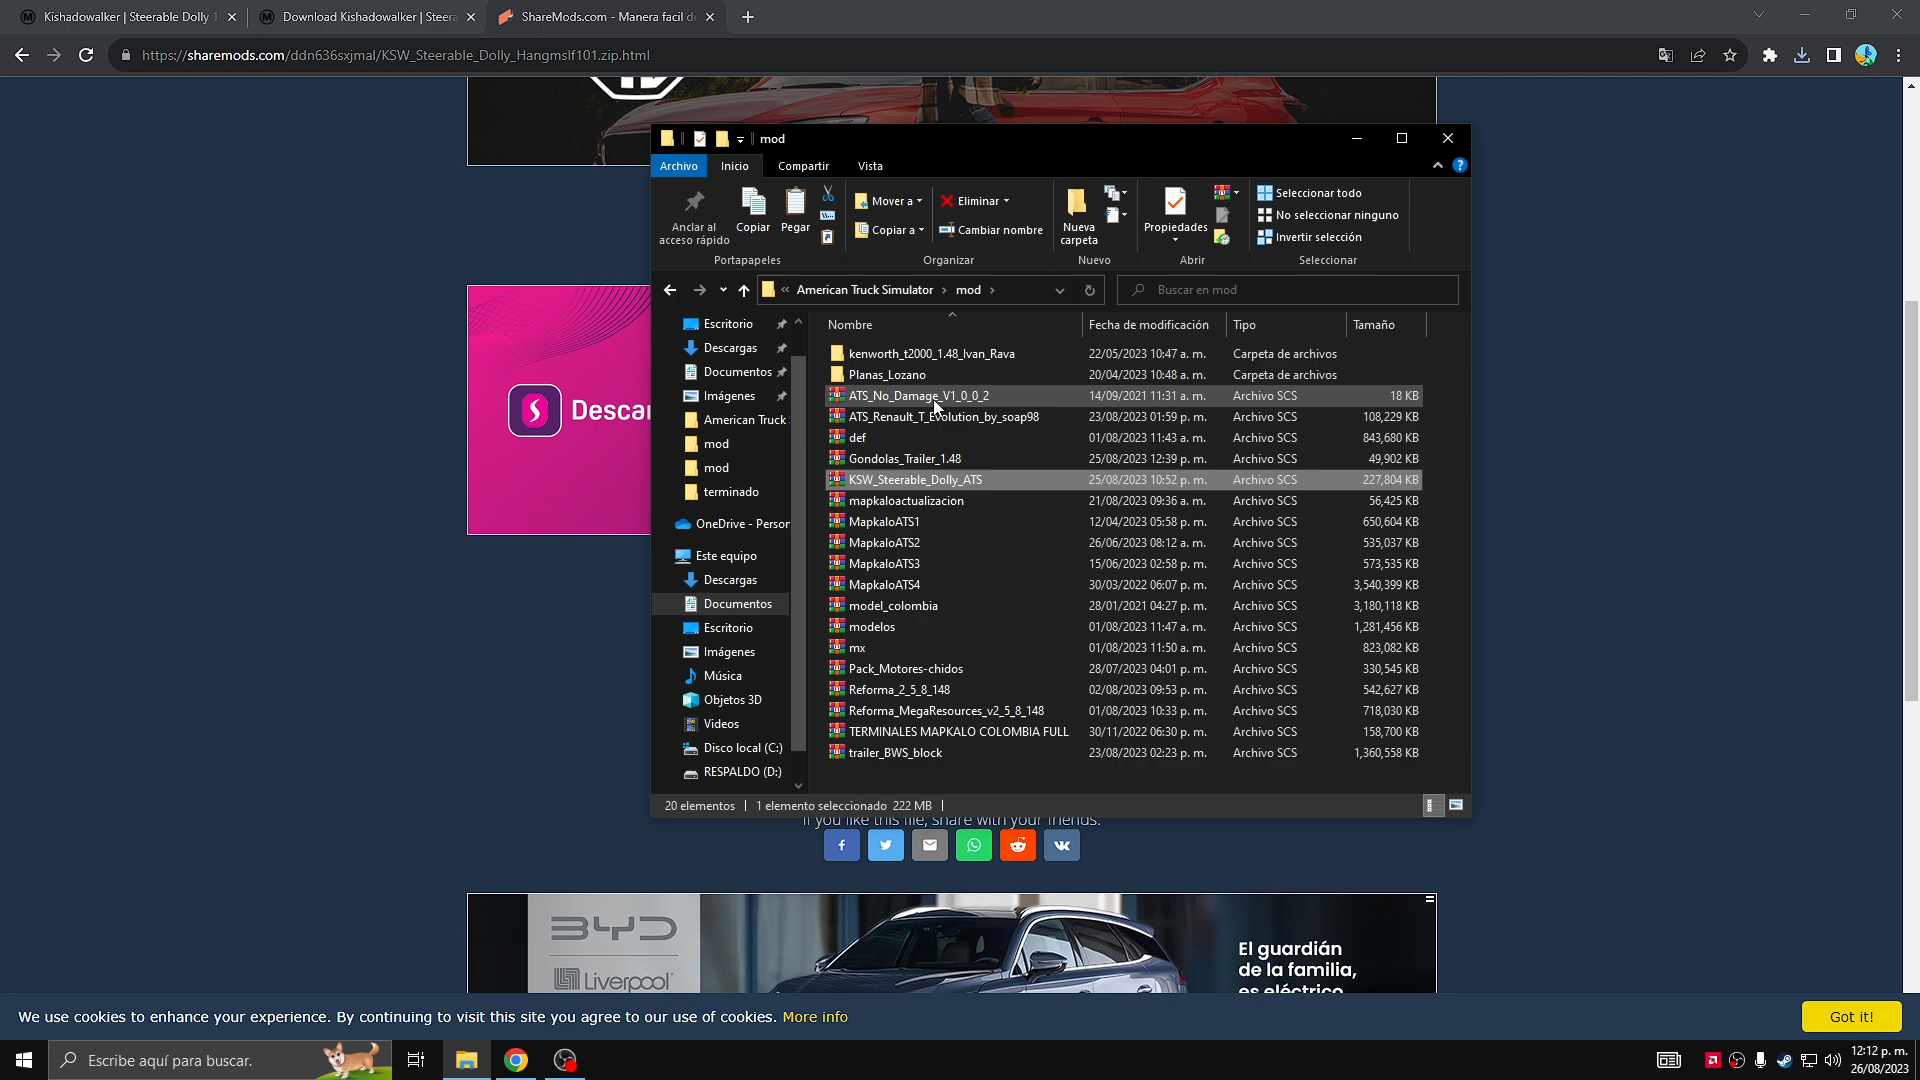 Kishadowalker | Steerable Dolly 1
Download Kishadowalker | Steera
ShareMods.com - Manera facil de
https://sharemods.com/ddn636sxjmal/KSW_Steerable_Dolly_Hangmslf101.zip.html
mod
Archivo Inicio Compartir Vista
Anclar al acceso rápido
Copiar
Pegar
Mover a
Copiar a
Eliminar
Cambiar nombre
Nueva carpeta
Propiedades
Seleccionar todo
No seleccionar ninguno
Invertir selección
Portapapeles Organizar Nuevo Abrir Seleccionar
« American Truck Simulator › mod ›
Buscar en mod
Escritorio
Descargas
Documentos
Imágenes
American Truck
mod
mod
terminado
OneDrive - Person
Este equipo
Descargas
Documentos
Escritorio
Imágenes
Música
Objetos 3D
Videos
Disco local (C:)
RESPALDO (D:)
Nombre Fecha de modificación Tipo Tamaño
kenworth_t2000_1.48_Ivan_Rava 22/05/2023 10:47 a. m. Carpeta de archivos
Planas_Lozano 20/04/2023 10:48 a. m. Carpeta de archivos
ATS_No_Damage_V1_0_0_2 14/09/2021 11:31 a. m. Archivo SCS 18 KB
ATS_Renault_T_Evolution_by_soap98 23/08/2023 01:59 p. m. Archivo SCS 108,229 KB
def 01/08/2023 11:43 a. m. Archivo SCS 843,680 KB
Gondolas_Trailer_1.48 25/08/2023 12:39 p. m. Archivo SCS 49,902 KB
KSW_Steerable_Dolly_ATS 25/08/2023 10:52 p. m. Archivo SCS 227,804 KB
mapkaloactualizacion 21/08/2023 09:36 a. m. Archivo SCS 56,425 KB
MapkaloATS1 12/04/2023 05:58 p. m. Archivo SCS 650,604 KB
MapkaloATS2 26/06/2023 08:12 a. m. Archivo SCS 535,037 KB
MapkaloATS3 15/06/2023 02:58 p. m. Archivo SCS 573,535 KB
MapkaloATS4 30/03/2022 06:07 p. m. Archivo SCS 3,540,399 KB
model_colombia 28/01/2021 04:27 p. m. Archivo SCS 3,180,118 KB
modelos 01/08/2023 11:47 a. m. Archivo SCS 1,281,456 KB
mx 01/08/2023 11:50 a. m. Archivo SCS 823,082 KB
Pack_Motores-chidos 28/07/2023 04:01 p. m. Archivo SCS 330,545 KB
Reforma_2_5_8_148 02/08/2023 09:53 p. m. Archivo SCS 542,627 KB
Reforma_MegaResources_v2_5_8_148 01/08/2023 10:33 p. m. Archivo SCS 718,030 KB
TERMINALES MAPKALO COLOMBIA FULL 30/11/2022 06:30 p. m. Archivo SCS 158,700 KB
trailer_BWS_block 23/08/2023 02:23 p. m. Archivo SCS 1,360,558 KB
20 elementos 1 elemento seleccionado 222 MB
Descar
If you like this file, share with your friends.
BYD
Liverpool
El guardián
de la familia,
es eléctrico
We use cookies to enhance your experience. By continuing to visit this site you agree to our use of cookies. More info
Got it!
Escribe aquí para buscar.
12:12 p. m.
26/08/2023